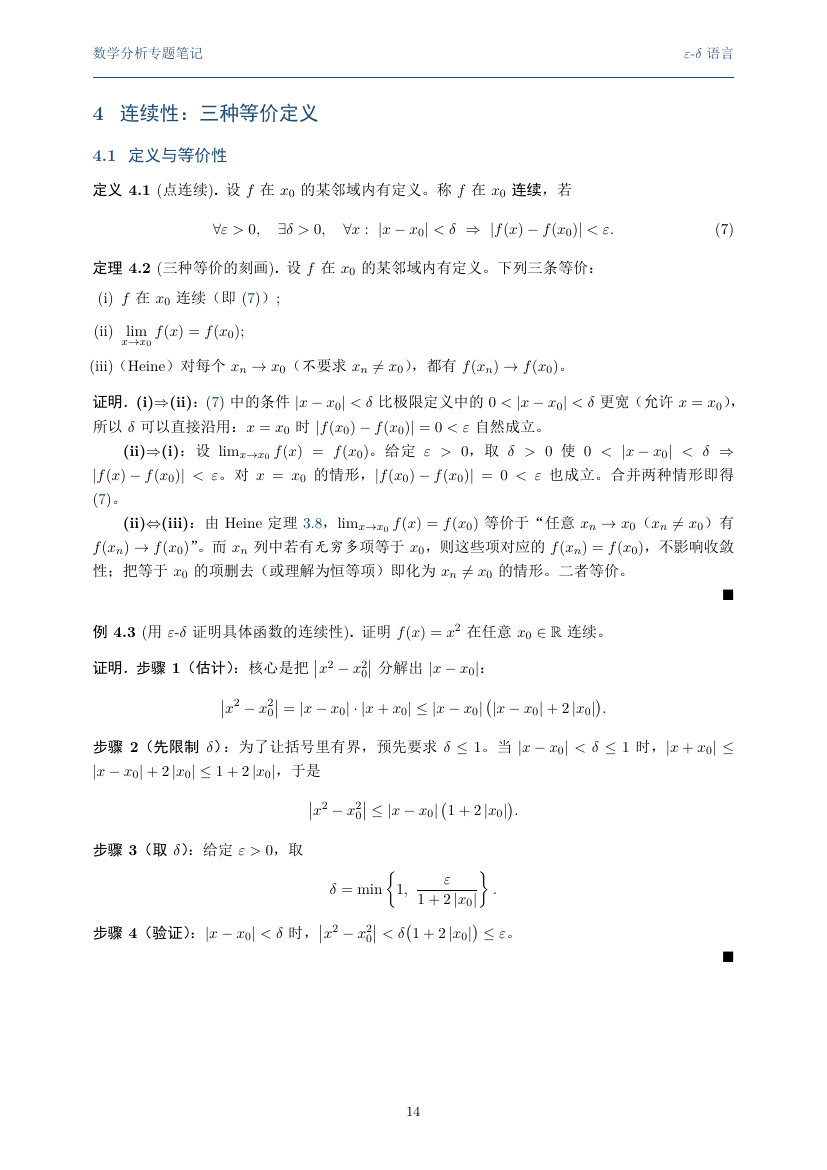 数学分析专题笔记 ε-δ 语言
4 连续性：三种等价定义
4.1 定义与等价性
定义 4.1 (点连续). 设 f 在 x₀ 的某邻域内有定义。称 f 在 x₀ 连续，若
∀ε > 0, ∃δ > 0, ∀x : |x − x₀| < δ ⇒ |f(x) − f(x₀)| < ε. (7)
定理 4.2 (三种等价的刻画). 设 f 在 x₀ 的某邻域内有定义。下列三条等价：
(i) f 在 x₀ 连续（即 (7)）;
(ii) lim_{x→x₀} f(x) = f(x₀);
(iii)（Heine）对每个 xₙ → x₀（不要求 xₙ ≠ x₀），都有 f(xₙ) → f(x₀)。
证明. (i)⇒(ii)：(7) 中的条件 |x − x₀| < δ 比极限定义中的 0 < |x − x₀| < δ 更宽（允许 x = x₀），
所以 δ 可以直接沿用：x = x₀ 时 |f(x₀) − f(x₀)| = 0 < ε 自然成立。
(ii)⇒(i)：设 lim_{x→x₀} f(x) = f(x₀)。给定 ε > 0，取 δ > 0 使 0 < |x − x₀| < δ ⇒
|f(x) − f(x₀)| < ε。对 x = x₀ 的情形，|f(x₀) − f(x₀)| = 0 < ε 也成立。合并两种情形即得
(7)。
(ii)⇔(iii)：由 Heine 定理 3.8，lim_{x→x₀} f(x) = f(x₀) 等价于“任意 xₙ → x₀（xₙ ≠ x₀）有
f(xₙ) → f(x₀)”。而 xₙ 列中若有无穷多项等于 x₀，则这些项对应的 f(xₙ) = f(x₀)，不影响收敛
性；把等于 x₀ 的项删去（或理解为恒等项）即化为 xₙ ≠ x₀ 的情形。二者等价。
■
例 4.3 (用 ε-δ 证明具体函数的连续性). 证明 f(x) = x² 在任意 x₀ ∈ ℝ 连续。
证明. 步骤 1（估计）：核心是把 |x² − x₀²| 分解出 |x − x₀|：
|x² − x₀²| = |x − x₀| · |x + x₀| ≤ |x − x₀| (|x − x₀| + 2 |x₀|).
步骤 2（先限制 δ）：为了让括号里有界，预先要求 δ ≤ 1。当 |x − x₀| < δ ≤ 1 时，|x + x₀| ≤
|x − x₀| + 2 |x₀| ≤ 1 + 2 |x₀|，于是
|x² − x₀²| ≤ |x − x₀| (1 + 2 |x₀|).
步骤 3（取 δ）：给定 ε > 0，取
δ = min {1, ε / (1 + 2 |x₀|)} .
步骤 4（验证）：|x − x₀| < δ 时，|x² − x₀²| < δ(1 + 2 |x₀|) ≤ ε。
■
14